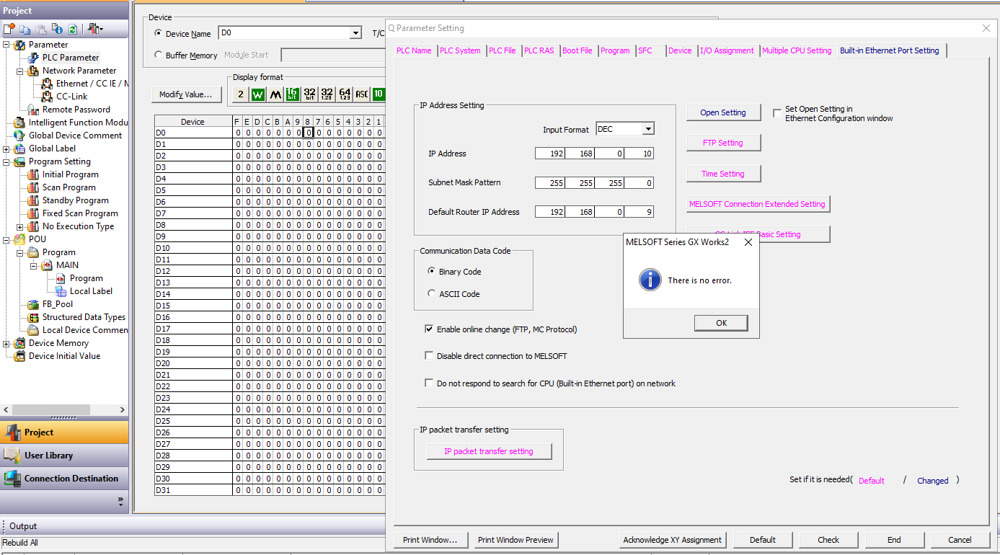 Project
Parameter
PLC Parameter
Network Parameter
Ethernet / CC IE / M
CC-Link
Remote Password
Intelligent Function Modu
Global Device Comment
Global Label
Program Setting
Initial Program
Scan Program
Standby Program
Fixed Scan Program
No Execution Type
POU
Program
MAIN
Program
Local Label
FB_Pool
Structured Data Types
Local Device Commen
Device Memory
Device Initial Value
Project
User Library
Connection Destination
Output
Rebuild All
Device
Device Name D0 T/C
Buffer Memory Module Start
Display format
Modify Value... 2 W M 16 bit 32 bit 32 1.23 64 1.23 ASC 10
Device F E D C B A 9 8 7 6 5 4 3 2 1
D0 0 0 0 0 0 0 0 0 0 0 0 0 0 0 0
D1 0 0 0 0 0 0 0 0 0 0 0 0 0 0 0
D2 0 0 0 0 0 0 0 0 0 0 0 0 0 0 0
D3 0 0 0 0 0 0 0 0 0 0 0 0 0 0 0
D4 0 0 0 0 0 0 0 0 0 0 0 0 0 0 0
D5 0 0 0 0 0 0 0 0 0 0 0 0 0 0 0
D6 0 0 0 0 0 0 0 0 0 0 0 0 0 0 0
D7 0 0 0 0 0 0 0 0 0 0 0 0 0 0 0
D8 0 0 0 0 0 0 0 0 0 0 0 0 0 0 0
D9 0 0 0 0 0 0 0 0 0 0 0 0 0 0 0
D10 0 0 0 0 0 0 0 0 0 0 0 0 0 0 0
D11 0 0 0 0 0 0 0 0 0 0 0 0 0 0 0
D12 0 0 0 0 0 0 0 0 0 0 0 0 0 0 0
D13 0 0 0 0 0 0 0 0 0 0 0 0 0 0 0
D14 0 0 0 0 0 0 0 0 0 0 0 0 0 0 0
D15 0 0 0 0 0 0 0 0 0 0 0 0 0 0 0
D16 0 0 0 0 0 0 0 0 0 0 0 0 0 0 0
D17 0 0 0 0 0 0 0 0 0 0 0 0 0 0 0
D18 0 0 0 0 0 0 0 0 0 0 0 0 0 0 0
D19 0 0 0 0 0 0 0 0 0 0 0 0 0 0 0
D20 0 0 0 0 0 0 0 0 0 0 0 0 0 0 0
D21 0 0 0 0 0 0 0 0 0 0 0 0 0 0 0
D22 0 0 0 0 0 0 0 0 0 0 0 0 0 0 0
D23 0 0 0 0 0 0 0 0 0 0 0 0 0 0 0
D24 0 0 0 0 0 0 0 0 0 0 0 0 0 0 0
D25 0 0 0 0 0 0 0 0 0 0 0 0 0 0 0
D26 0 0 0 0 0 0 0 0 0 0 0 0 0 0 0
D27 0 0 0 0 0 0 0 0 0 0 0 0 0 0 0
D28 0 0 0 0 0 0 0 0 0 0 0 0 0 0 0
D29 0 0 0 0 0 0 0 0 0 0 0 0 0 0 0
D30 0 0 0 0 0 0 0 0 0 0 0 0 0 0 0
D31 0 0 0 0 0 0 0 0 0 0 0 0 0 0 0
Q Parameter Setting
PLC Name PLC System PLC File PLC RAS Boot File Program SFC Device I/O Assignment Multiple CPU Setting Built-in Ethernet Port Setting
IP Address Setting
Input Format DEC
IP Address 192 168 0 10
Subnet Mask Pattern 255 255 255 0
Default Router IP Address 192 168 0 9
Open Setting
Set Open Setting in
Ethernet Configuration window
FTP Setting
Time Setting
MELSOFT Connection Extended Setting
Basic Setting
Communication Data Code
Binary Code
ASCII Code
MELSOFT Series GX Works2
There is no error.
OK
Enable online change (FTP, MC Protocol)
Disable direct connection to MELSOFT
Do not respond to search for CPU (Built-in Ethernet port) on network
IP packet transfer setting
IP packet transfer setting
Set if it is needed( Default / Changed )
Print Window... Print Window Preview Acknowledge XY Assignment Default Check End Cancel